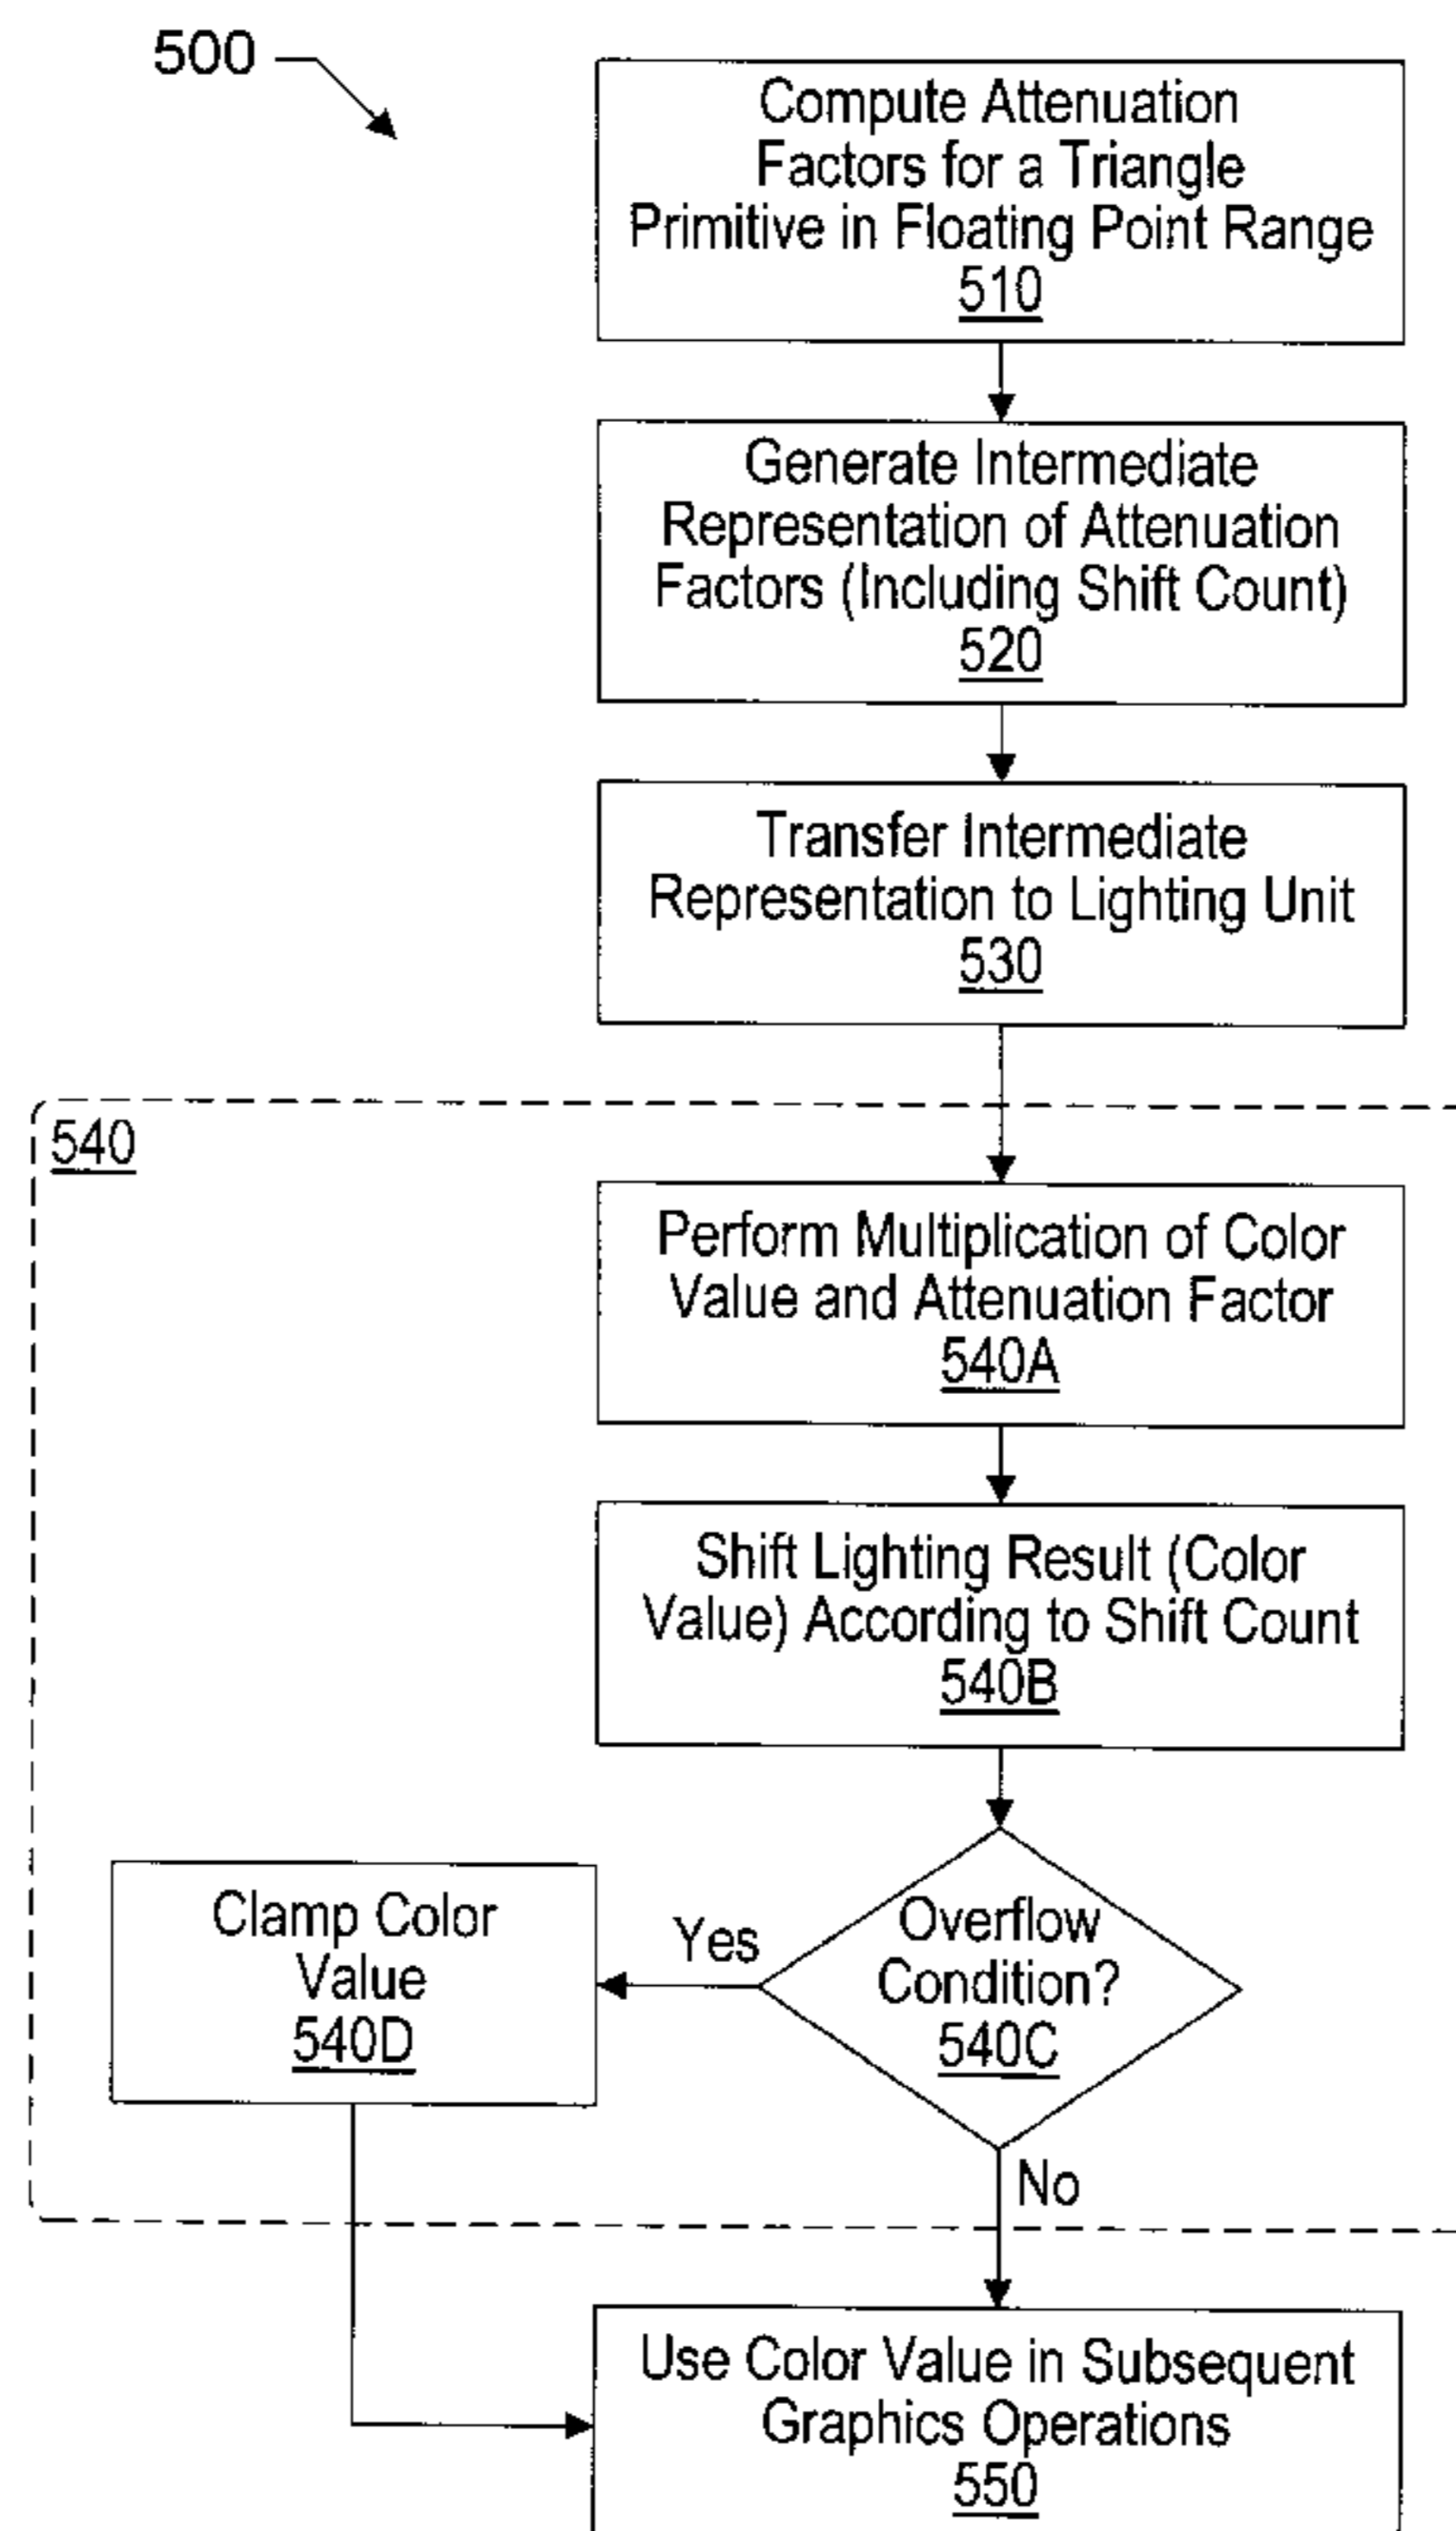 500
Compute Attenuation
Factors for a Triangle
Primitive in Floating Point Range
510
Generate Intermediate
Representation of Attenuation
Factors (Including Shift Count)
520
Transfer Intermediate
Representation to Lighting Unit
530
540
Perform Multiplication of Color
Value and Attenuation Factor
540A
Shift Lighting Result (Color
Value) According to Shift Count
540B
Overflow
Condition?
540C
Yes
Clamp Color
Value
540D
No
Use Color Value in Subsequent
Graphics Operations
550